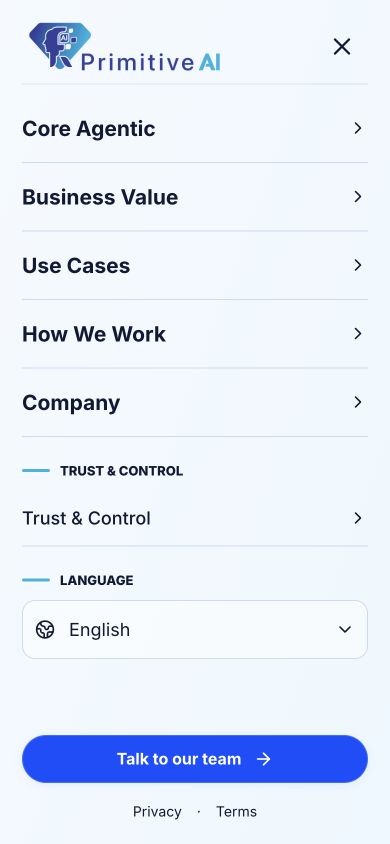 AI
Primitive AI
Core Agentic
Business Value
Use Cases
How We Work
Company
TRUST & CONTROL
Trust & Control
LANGUAGE
English
Talk to our team
Privacy · Terms